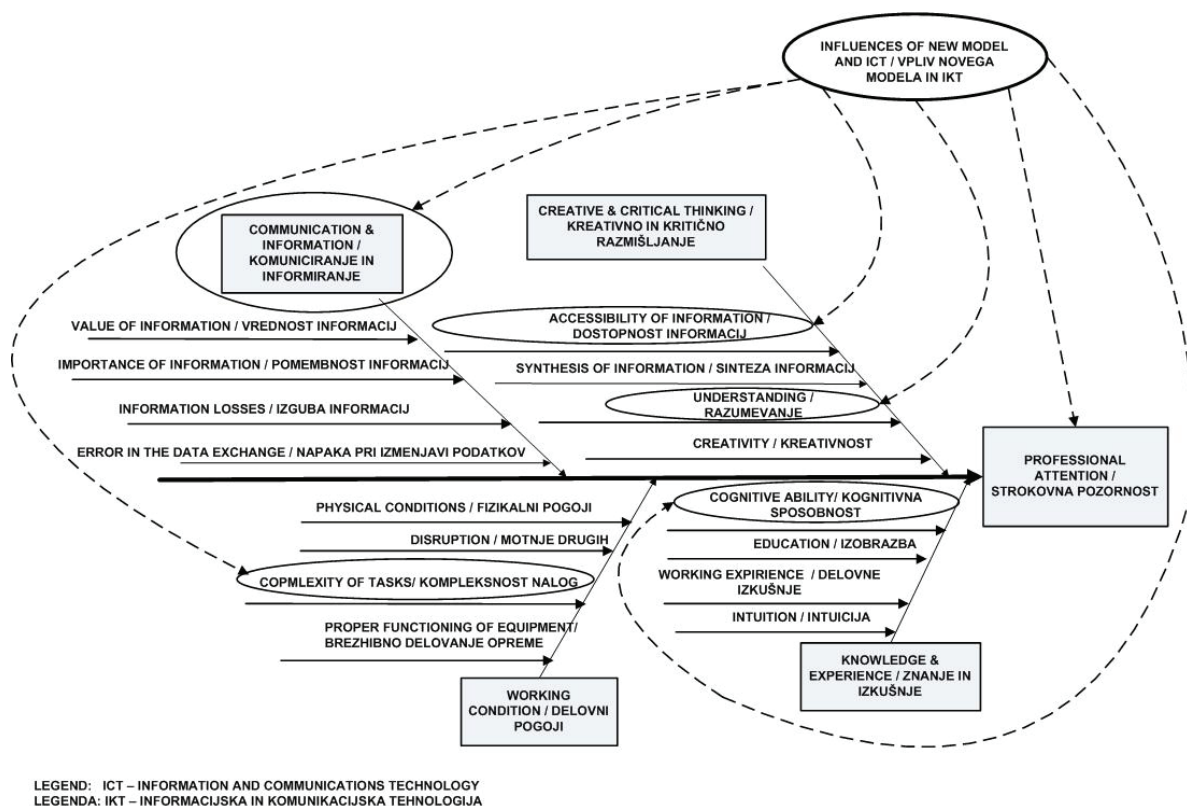 INFLUENCES OF NEW MODEL
AND ICT / VPLIV NOVEGA
MODELA IN IKT
COMMUNICATION &
INFORMATION /
KOMUNICIRANJE IN
INFORMIRANJE
CREATIVE & CRITICAL THINKING /
KREATIVNO IN KRITIČNO
RAZMIŠLJANJE
VALUE OF INFORMATION / VREDNOST INFORMACIJ
IMPORTANCE OF INFORMATION / POMEMBNOST INFORMACIJ
INFORMATION LOSSES / IZGUBA INFORMACIJ
ERROR IN THE DATA EXCHANGE / NAPAKA PRI IZMENJAVI PODATKOV
ACCESSIBILITY OF INFORMATION /
DOSTOPNOST INFORMACIJ
SYNTHESIS OF INFORMATION / SINTEZA INFORMACIJ
UNDERSTANDING /
RAZUMEVANJE
CREATIVITY / KREATIVNOST
PROFESSIONAL
ATTENTION /
STROKOVNA POZORNOST
PHYSICAL CONDITIONS / FIZIKALNI POGOJI
DISRUPTION / MOTNJE DRUGIH
COPMLEXITY OF TASKS/ KOMPLEKSNOST NALOG
PROPER FUNCTIONING OF EQUIPMENT/
BREZHIBNO DELOVANJE OPREME
WORKING
CONDITION / DELOVNI
POGOJI
COGNITIVE ABILITY/ KOGNITIVNA
SPOSOBNOST
EDUCATION / IZOBRAZBA
WORKING EXPIRIENCE / DELOVNE
IZKUŠNJE
INTUITION / INTUICIJA
KNOWLEDGE &
EXPERIENCE / ZNANJE IN
IZKUŠNJE
LEGEND: ICT – INFORMATION AND COMMUNICATIONS TECHNOLOGY
LEGENDA: IKT – INFORMACIJSKA IN KOMUNIKACIJSKA TEHNOLOGIJA